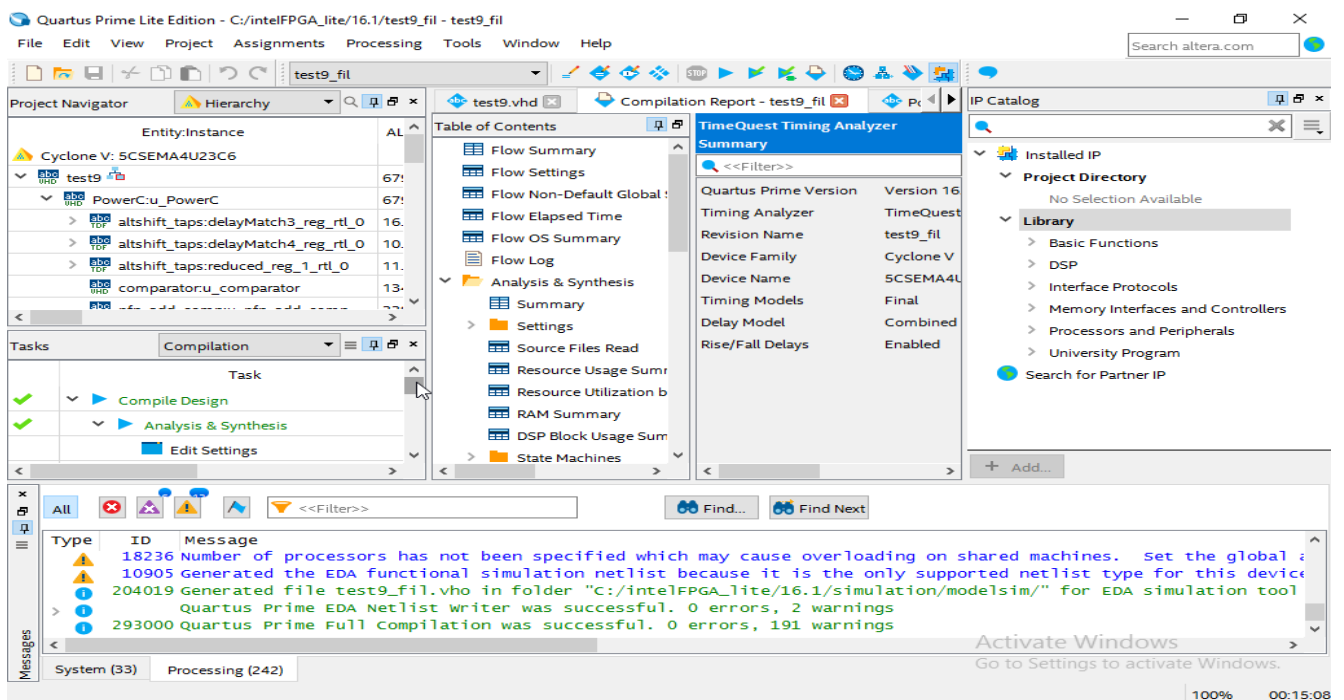 Quartus Prime Lite Edition - C:/intelFPGA_lite/16.1/test9_fil - test9_fil
File Edit View Project Assignments Processing Tools Window Help
Search altera.com
test9_fil
STOP
Project Navigator
Hierarchy
Entity:Instance
AL
Cyclone V: 5CSEMA4U23C6
test9
67
PowerC:u_PowerC
67
altshift_taps:delayMatch3_reg_rtl_0 16.
altshift_taps:delayMatch4_reg_rtl_0 10.
altshift_taps:reduced_reg_1_rtl_0 11.
comparator:u_comparator 13
Tasks
Compilation
Task
Compile Design
Analysis & Synthesis
Edit Settings
test9.vhd
Compilation Report - test9_fil
Table of Contents
Flow Summary
Flow Settings
Flow Non-Default Global
Flow Elapsed Time
Flow OS Summary
Flow Log
Analysis & Synthesis
Summary
Settings
Source Files Read
Resource Usage Sum
Resource Utilization b
RAM Summary
DSP Block Usage Sum
State Machines
TimeQuest Timing Analyzer
Summary
<<Filter>>
Quartus Prime Version Version 16
Timing Analyzer TimeQuest
Revision Name test9_fil
Device Family Cyclone V
Device Name 5CSEMA4U
Timing Models Final
Delay Model Combined
Rise/Fall Delays Enabled
IP Catalog
Installed IP
Project Directory
No Selection Available
Library
Basic Functions
DSP
Interface Protocols
Memory Interfaces and Controllers
Processors and Peripherals
University Program
Search for Partner IP
+ Add...
All
<<Filter>>
Find...
Find Next
Type ID Message
18236 Number of processors has not been specified which may cause overloading on shared machines. Set the global a
10905 Generated the EDA functional simulation netlist because it is the only supported netlist type for this device
204019 Generated file test9_fil.vho in folder "C:/intelFPGA_lite/16.1/simulation/modelsim/" for EDA simulation tool
Quartus Prime EDA Netlist Writer was successful. 0 errors, 2 warnings
293000 Quartus Prime Full Compilation was successful. 0 errors, 191 warnings
Messages
System (33)
Processing (242)
Activate Windows
Go to Settings to activate Windows.
100% 00:15:08